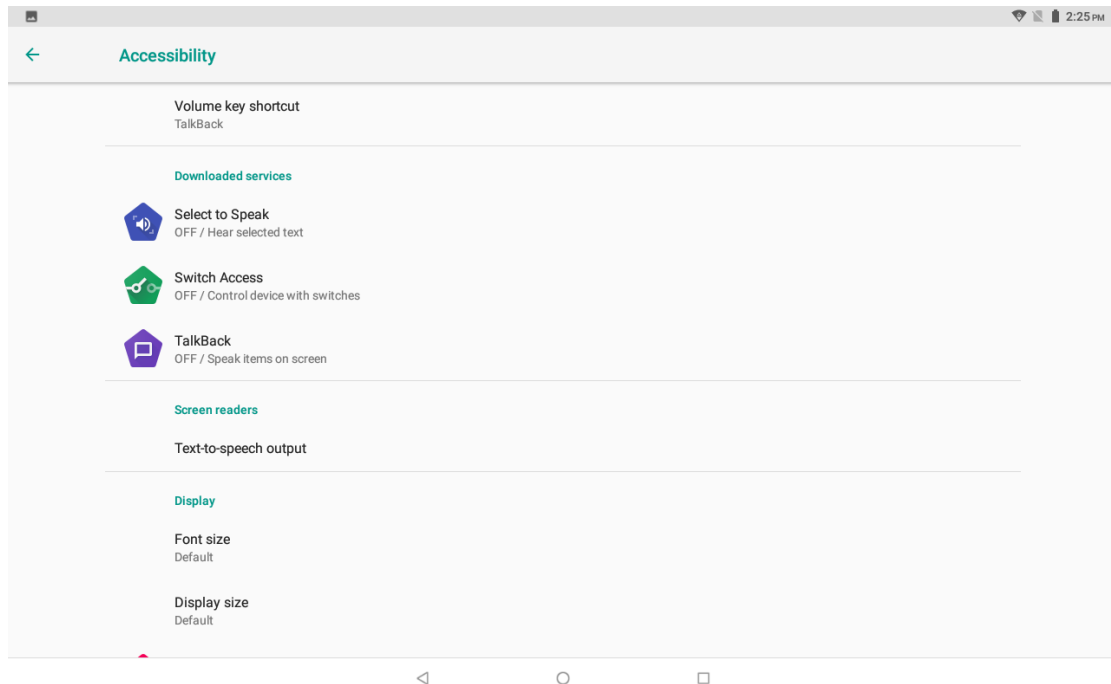 2:25 PM
Accessibility
Volume key shortcut
TalkBack
Downloaded services
Select to Speak
OFF / Hear selected text
Switch Access
OFF / Control device with switches
TalkBack
OFF / Speak items on screen
Screen readers
Text-to-speech output
Display
Font size
Default
Display size
Default